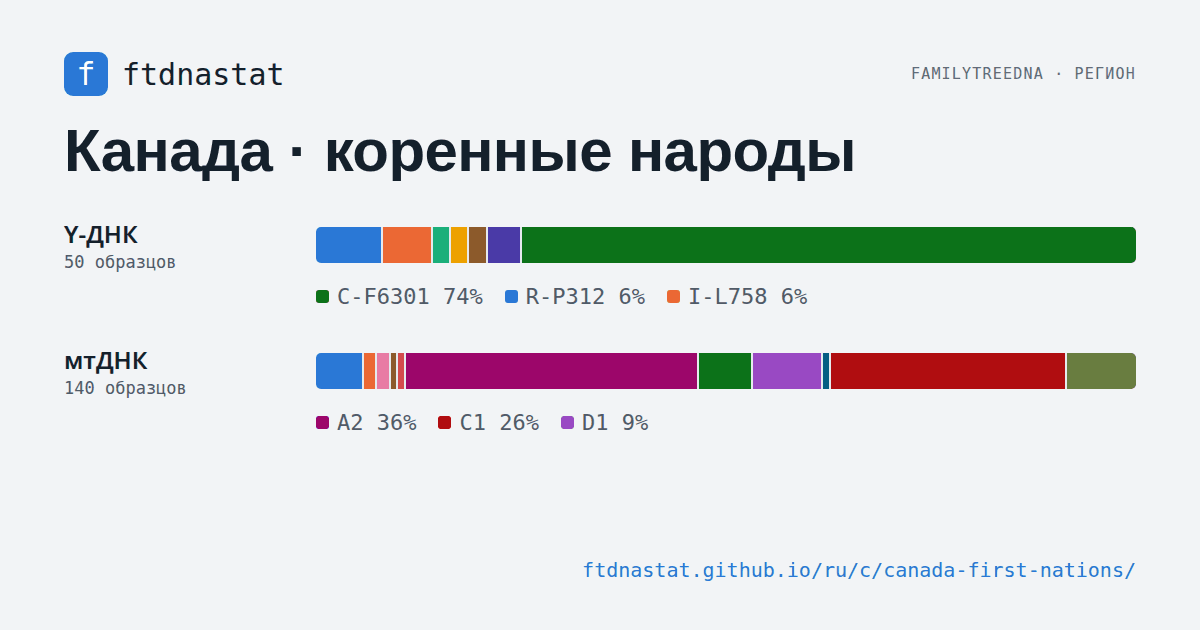 f ftdnastat
FAMILYTREEDNA · РЕГИОН
Канада · коренные народы
Y-ДНК
50 образцов
C-F6301 74% R-P312 6% I-L758 6%
мтДНК
140 образцов
A2 36% C1 26% D1 9%
ftdnastat.github.io/ru/c/canada-first-nations/